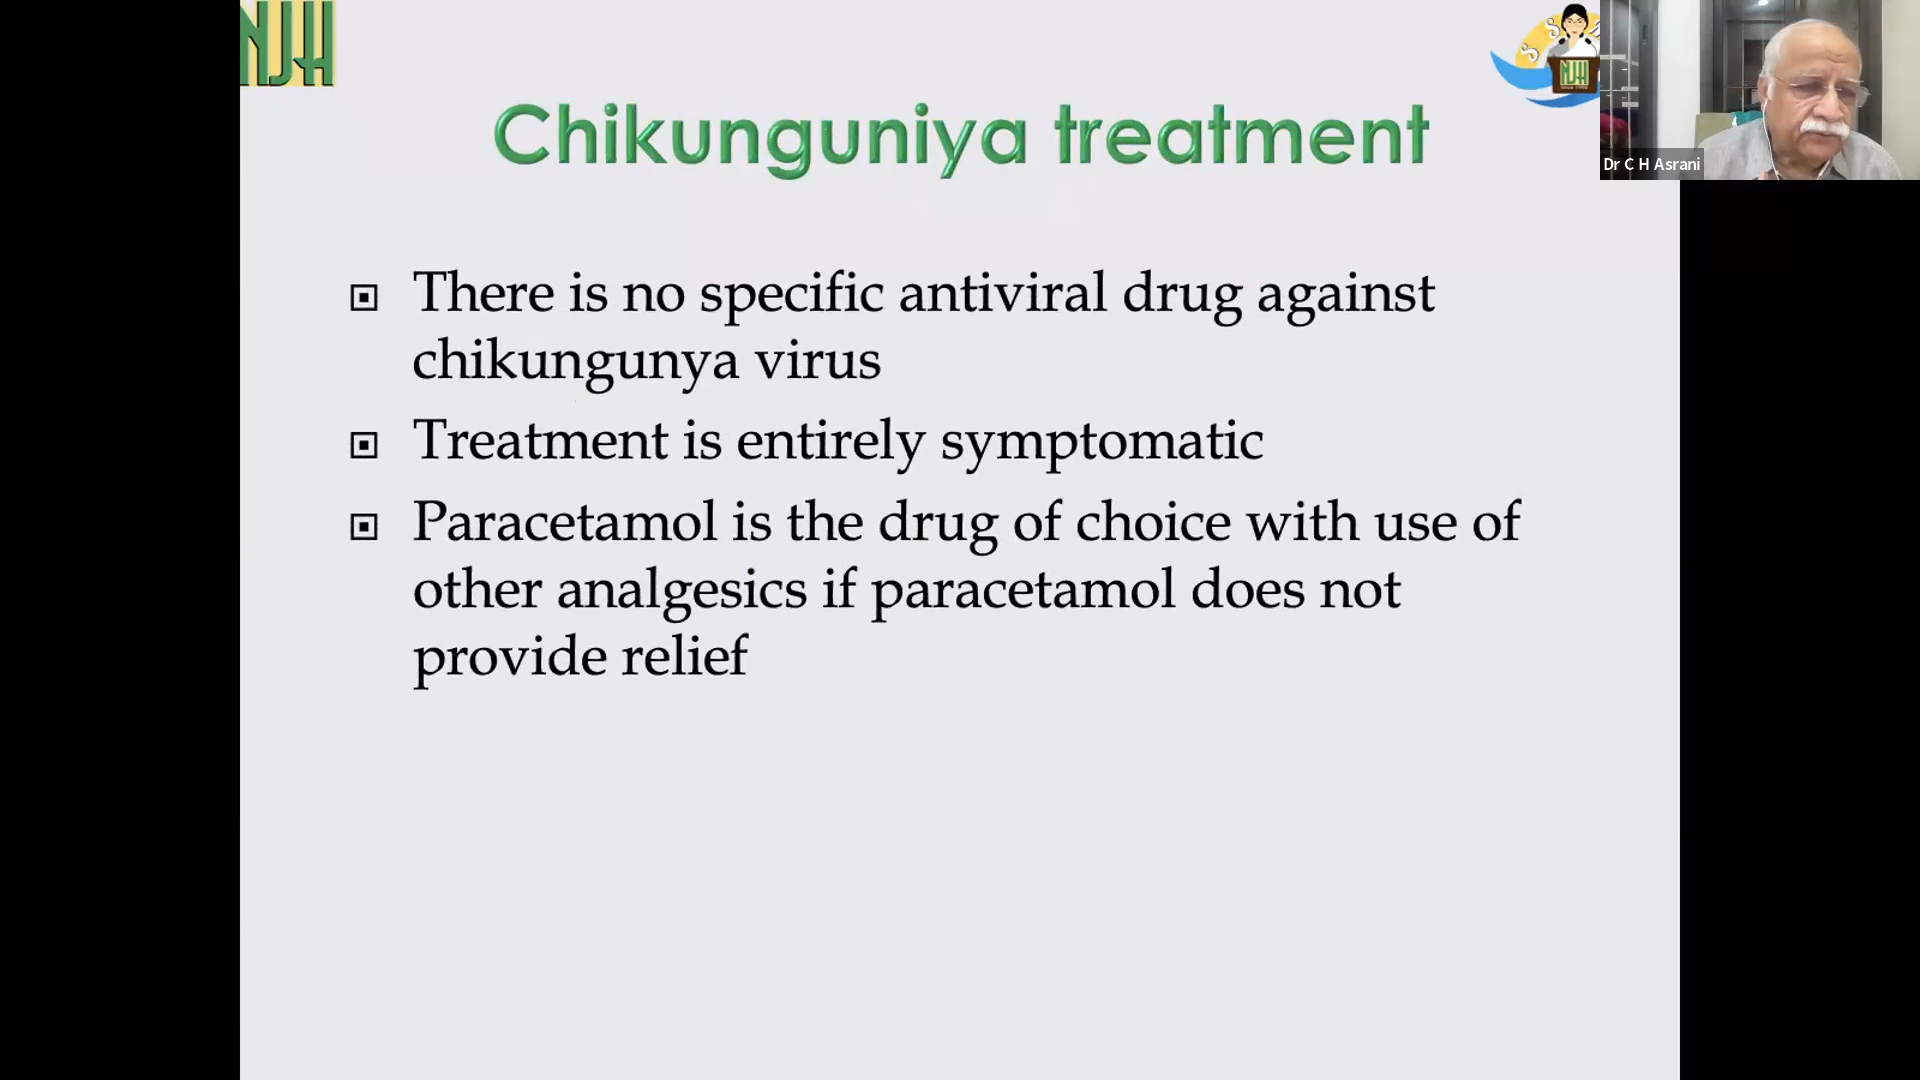 NJH
S S
NJH
Dr C H Asrani
Chikunguniya treatment
There is no specific antiviral drug against
chikungunya virus
Treatment is entirely symptomatic
Paracetamol is the drug of choice with use of
other analgesics if paracetamol does not
provide relief